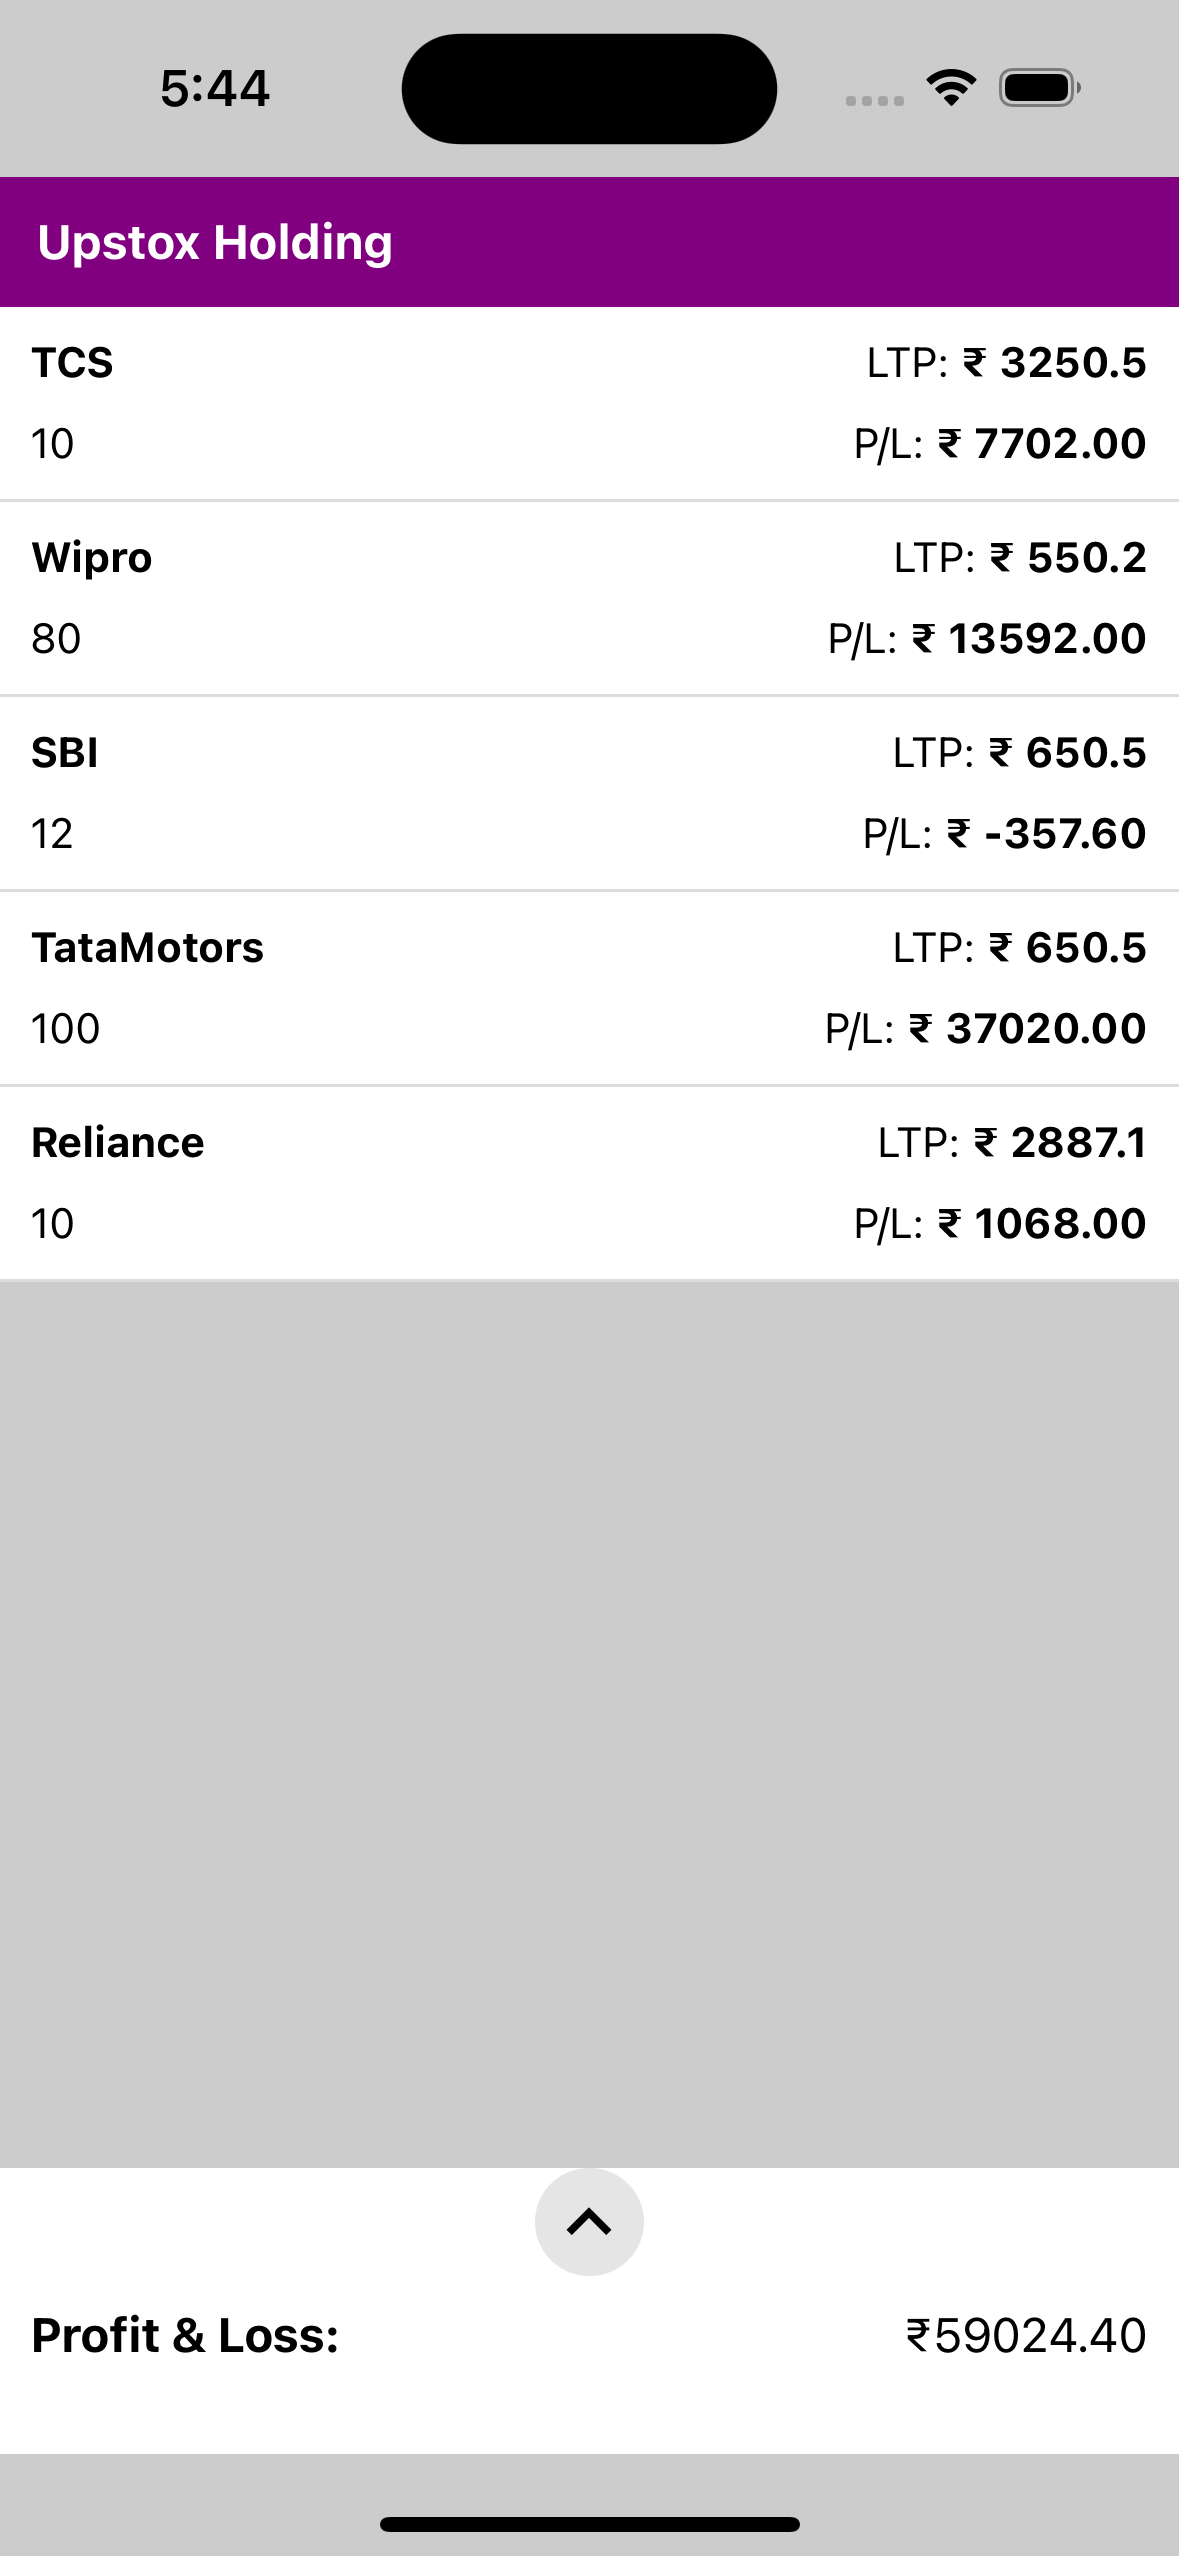 5:44
Upstox Holding
TCS LTP: ₹ 3250.5
10 P/L: ₹ 7702.00
Wipro LTP: ₹ 550.2
80 P/L: ₹ 13592.00
SBI LTP: ₹ 650.5
12 P/L: ₹ -357.60
TataMotors LTP: ₹ 650.5
100 P/L: ₹ 37020.00
Reliance LTP: ₹ 2887.1
10 P/L: ₹ 1068.00
Profit & Loss: ₹59024.40